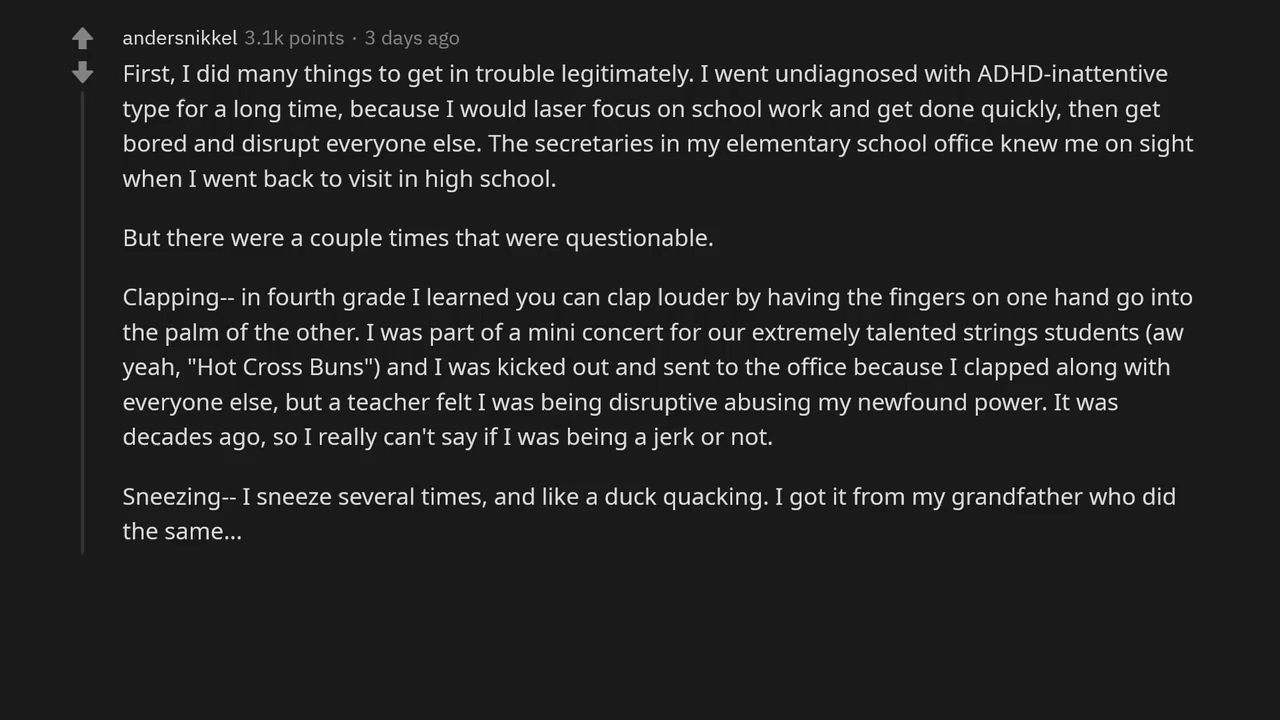 andersnikkel 3.1k points · 3 days ago
First, I did many things to get in trouble legitimately. I went undiagnosed with ADHD-inattentive
type for a long time, because I would laser focus on school work and get done quickly, then get
bored and disrupt everyone else. The secretaries in my elementary school office knew me on sight
when I went back to visit in high school.
But there were a couple times that were questionable.
Clapping-- in fourth grade I learned you can clap louder by having the fingers on one hand go into
the palm of the other. I was part of a mini concert for our extremely talented strings students (aw
yeah, "Hot Cross Buns") and I was kicked out and sent to the office because I clapped along with
everyone else, but a teacher felt I was being disruptive abusing my newfound power. It was
decades ago, so I really can't say if I was being a jerk or not.
Sneezing-- I sneeze several times, and like a duck quacking. I got it from my grandfather who did
the same...